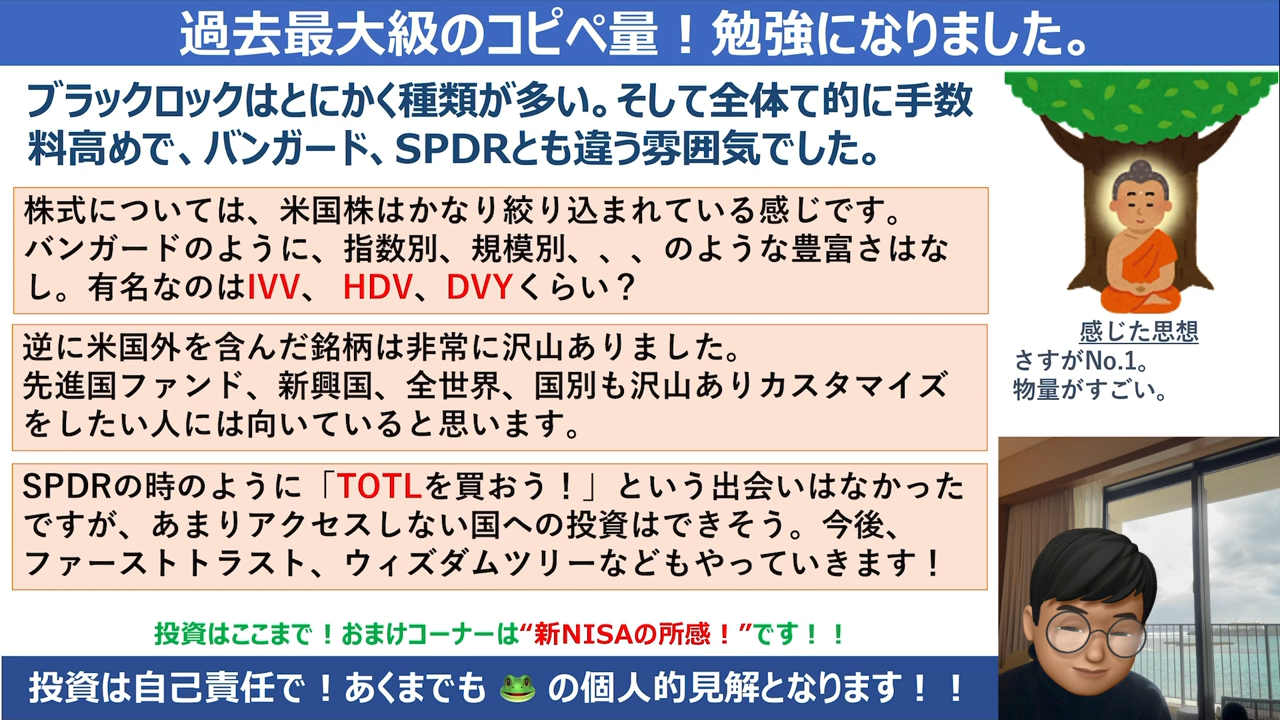 過去最大級のコピペ量！勉強になりました。
ブラックロックはとにかく種類が多い。そして全体て的に手数
料高めで、バンガード、SPDRとも違う雰囲気でした。
株式については、米国株はかなり絞り込まれている感じです。
バンガードのように、指数別、規模別、、、のような豊富さはな
し。有名なのはIVV、 HDV、DVYくらい？
逆に米国外を含んだ銘柄は非常に沢山ありました。
先進国ファンド、新興国、全世界、国別も沢山ありカスタマイズ
をしたい人には向いていると思います。
SPDRの時のように「TOTLを買おう！」という出会いはなかった
ですが、あまりアクセスしない国への投資はできそう。今後、
ファーストトラスト、ウィズダムツリーなどもやっていきます！
感じた思想
さすがNo.1。
物量がすごい。
投資はここまで！おまけコーナーは“新NISAの所感！”です！！
投資は自己責任で！あくまでも 🐸 の個人的見解となります！！